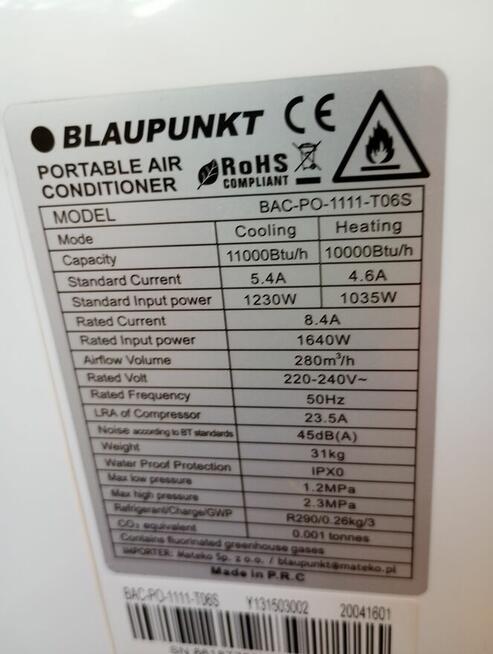 BLAUPUNKT CE
PORTABLE AIR
CONDITIONER
RoHS
COMPLIANT
MODEL BAC-PO-1111-T06S
Mode Cooling Heating
Capacity 11000Btu/h 10000Btu/h
Standard Current 5.4A 4.6A
Standard Input power 1230W 1035W
Rated Current 8.4A
Rated Input power 1640W
Airflow Volume 280m³/h
Rated Volt 220-240V~
Rated Frequency 50Hz
LRA of Compressor 23.5A
Noise according to BT standards 45dB(A)
Weight 31kg
Water Proof Protection IPX0
Max low pressure 1.2MPa
Max high pressure 2.3MPa
Refrigerant/Charge/GWP R290/0.26kg/3
CO₂ equivalent 0.001 tonnes
Contains fluorinated greenhouse gases
IMPORTER: Mateko Sp. z o.o. / blaupunkt@mateko.pl
Made in P.R.C
BAC-PO-1111-T06S Y131503002 20041601